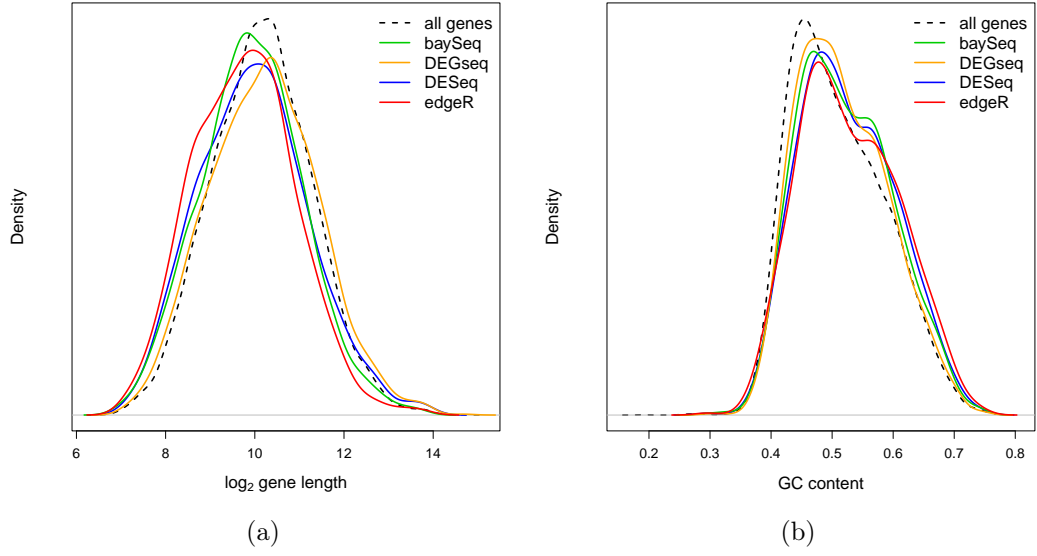 all genes
baySeq
DEGseq
DESeq
edgeR
Density
6 8 10 12 14
log₂ gene length
(a)
all genes
baySeq
DEGseq
DESeq
edgeR
Density
0.2 0.3 0.4 0.5 0.6 0.7 0.8
GC content
(b)